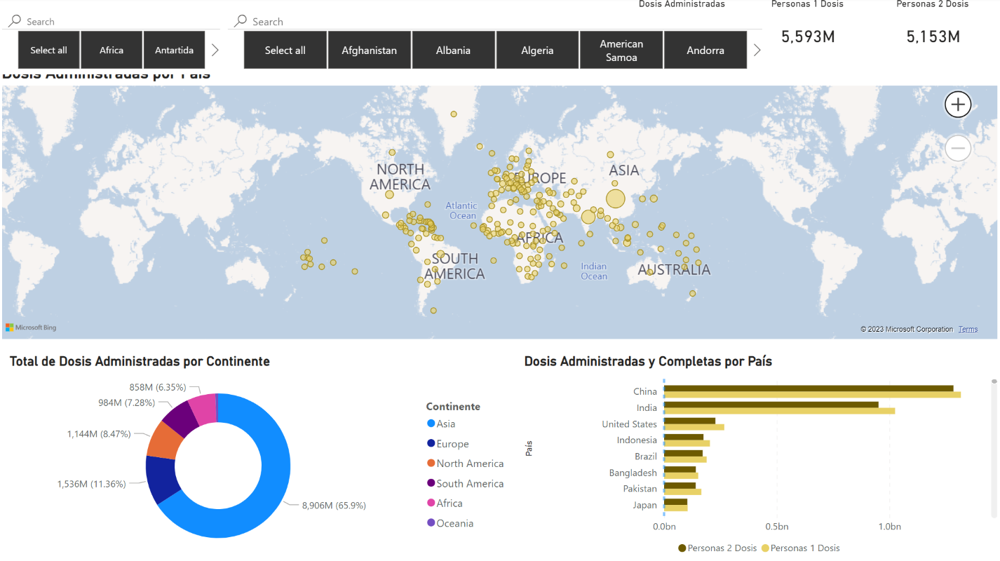 Dosis Administradas
Personas 1 Dosis
Personas 2 Dosis
Search
Search
Select all
Africa
Antartida
Select all
Afghanistan
Albania
Algeria
American
Samoa
Andorra
5,593M
5,153M
Dosis Administradas por País
NORTH
AMERICA
EUROPE
ASIA
Atlantic
Ocean
AFRICA
SOUTH
AMERICA
Indian
Ocean
AUSTRALIA
Microsoft Bing
© 2023 Microsoft Corporation Terms
Total de Dosis Administradas por Continente
858M (6.35%)
984M (7.28%)
1,144M (8.47%)
1,536M (11.36%)
8,906M (65.9%)
Continente
Asia
Europe
North America
South America
Africa
Oceania
Dosis Administradas y Completas por País
País
China
India
United States
Indonesia
Brazil
Bangladesh
Pakistan
Japan
0.0bn
0.5bn
1.0bn
Personas 2 Dosis
Personas 1 Dosis